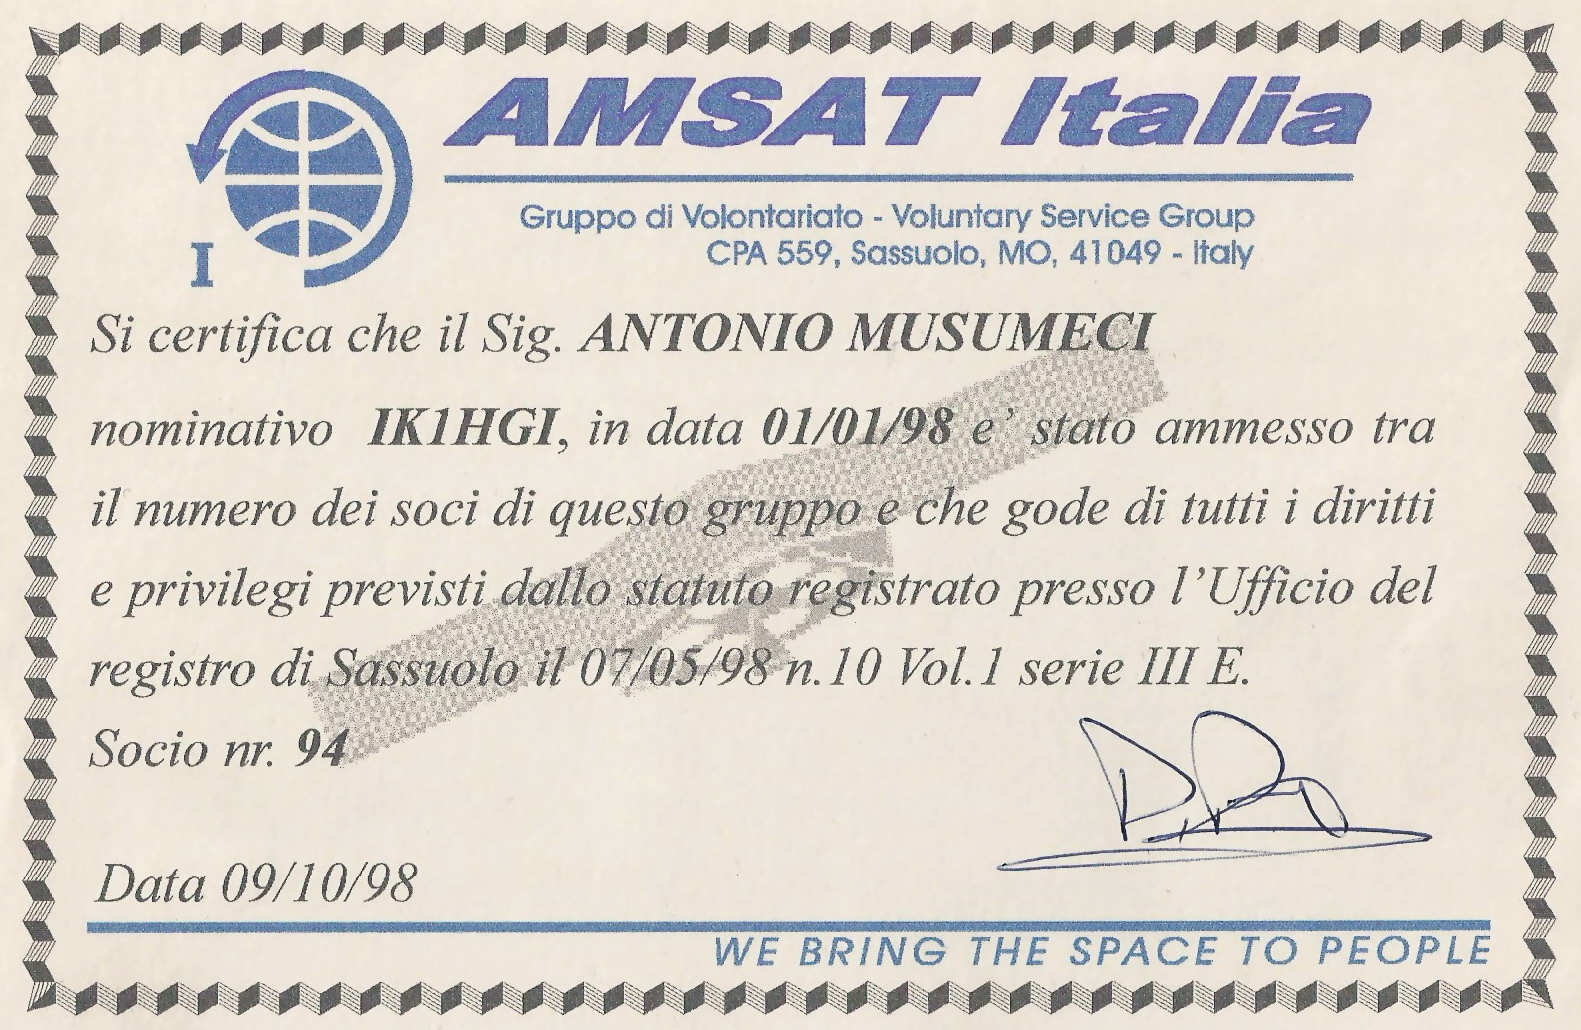 AMSAT Italia
Gruppo di Volontariato - Voluntary Service Group
CPA 559, Sassuolo, MO, 41049 - Italy
I
Si certifica che il Sig. ANTONIO MUSUMECI
nominativo IK1HGI, in data 01/01/98 e' stato ammesso tra
il numero dei soci di questo gruppo e che gode di tutti i diritti
e privilegi previsti dallo statuto registrato presso l'Ufficio del
registro di Sassuolo il 07/05/98 n.10 Vol.1 serie III E.
Socio nr. 94
Data 09/10/98
WE BRING THE SPACE TO PEOPLE